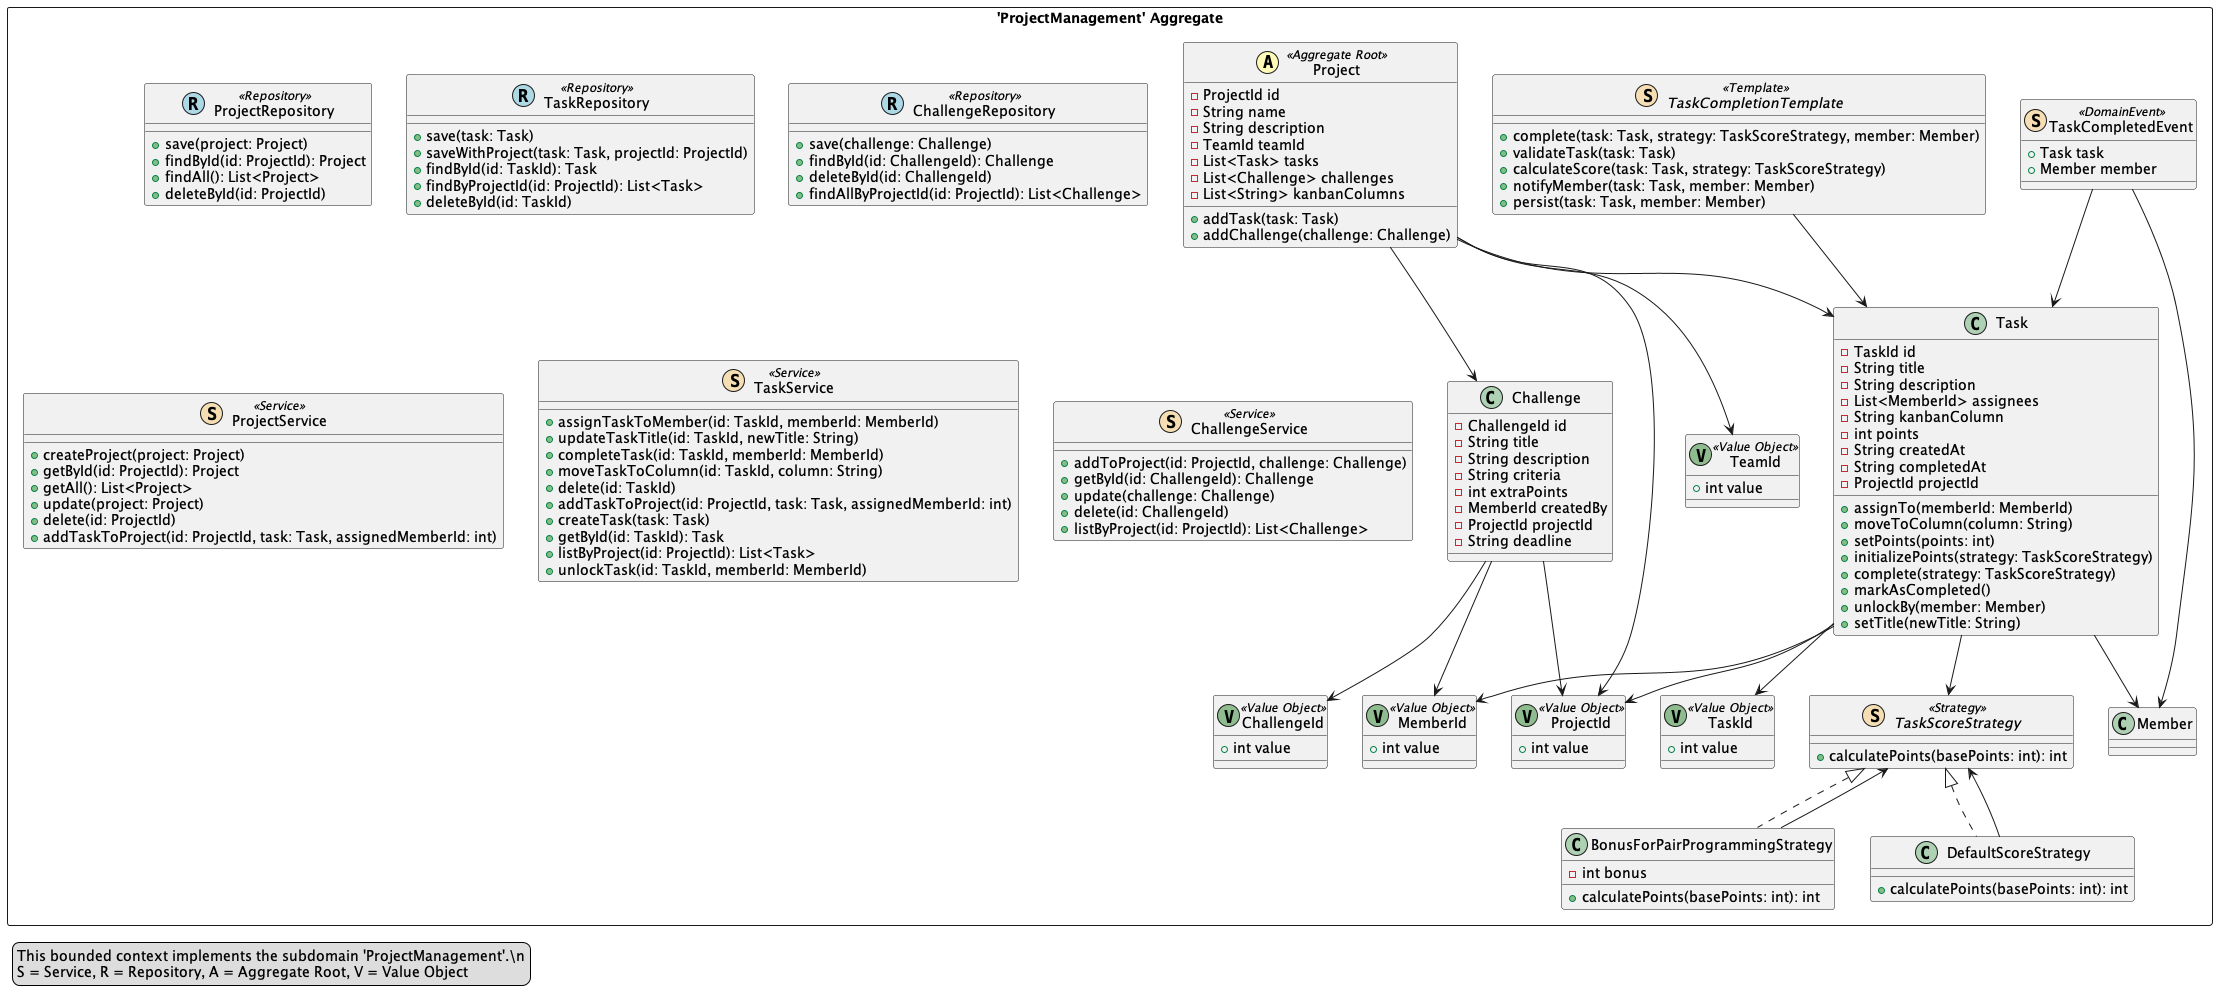 'ProjectManagement' Aggregate
R
«Repository»
ProjectRepository
save(project: Project)
findById(id: ProjectId): Project
findAll(): List<Project>
deleteById(id: ProjectId)
R
«Repository»
TaskRepository
save(task: Task)
saveWithProject(task: Task, projectId: ProjectId)
findById(id: TaskId): Task
findByProjectId(id: ProjectId): List<Task>
deleteById(id: TaskId)
R
«Repository»
ChallengeRepository
save(challenge: Challenge)
findById(id: ChallengeId): Challenge
deleteById(id: ChallengeId)
findAllByProjectId(id: ProjectId): List<Challenge>
A
«Aggregate Root»
Project
ProjectId id
String name
String description
TeamId teamId
List<Task> tasks
List<Challenge> challenges
List<String> kanbanColumns
addTask(task: Task)
addChallenge(challenge: Challenge)
S
«Template»
TaskCompletionTemplate
complete(task: Task, strategy: TaskScoreStrategy, member: Member)
validateTask(task: Task)
calculateScore(task: Task, strategy: TaskScoreStrategy)
notifyMember(task: Task, member: Member)
persist(task: Task, member: Member)
S
«DomainEvent»
TaskCompletedEvent
Task task
Member member
S
«Service»
ProjectService
createProject(project: Project)
getById(id: ProjectId): Project
getAll(): List<Project>
update(project: Project)
delete(id: ProjectId)
addTaskToProject(id: ProjectId, task: Task, assignedMemberId: int)
S
«Service»
TaskService
assignTaskToMember(id: TaskId, memberId: MemberId)
updateTaskTitle(id: TaskId, newTitle: String)
completeTask(id: TaskId, memberId: MemberId)
moveTaskToColumn(id: TaskId, column: String)
delete(id: TaskId)
addTaskToProject(id: ProjectId, task: Task, assignedMemberId: int)
createTask(task: Task)
getById(id: TaskId): Task
listByProject(id: ProjectId): List<Task>
unlockTask(id: TaskId, memberId: MemberId)
S
«Service»
ChallengeService
addToProject(id: ProjectId, challenge: Challenge)
getById(id: ChallengeId): Challenge
update(challenge: Challenge)
delete(id: ChallengeId)
listByProject(id: ProjectId): List<Challenge>
C
Challenge
ChallengeId id
String title
String description
String criteria
int extraPoints
MemberId createdBy
ProjectId projectId
String deadline
V
«Value Object»
TeamId
int value
C
Task
TaskId id
String title
String description
List<MemberId> assignees
String kanbanColumn
int points
String createdAt
String completedAt
ProjectId projectId
assignTo(memberId: MemberId)
moveToColumn(column: String)
setPoints(points: int)
initializePoints(strategy: TaskScoreStrategy)
complete(strategy: TaskScoreStrategy)
markAsCompleted()
unlockBy(member: Member)
setTitle(newTitle: String)
V
«Value Object»
ChallengeId
int value
V
«Value Object»
MemberId
int value
V
«Value Object»
ProjectId
int value
V
«Value Object»
TaskId
int value
S
«Strategy»
TaskScoreStrategy
calculatePoints(basePoints: int): int
C
Member
C
BonusForPairProgrammingStrategy
int bonus
calculatePoints(basePoints: int): int
C
DefaultScoreStrategy
calculatePoints(basePoints: int): int
This bounded context implements the subdomain 'ProjectManagement'.\n
S = Service, R = Repository, A = Aggregate Root, V = Value Object